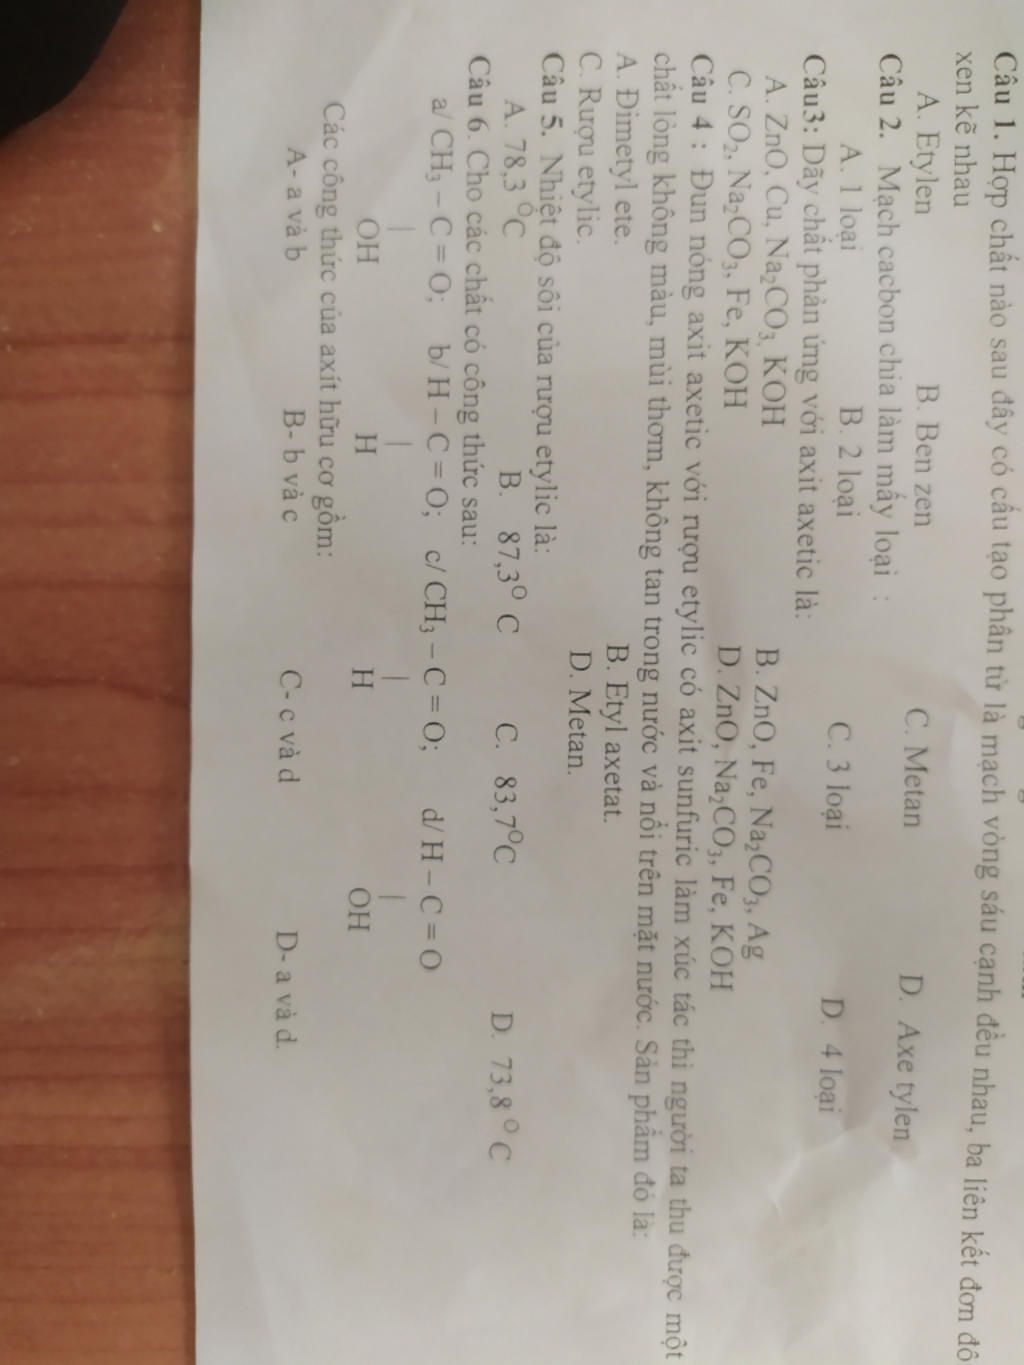 Câu 1. Hợp chất nào sau đây có cấu tạo phân tử là mạch vòng sáu cạnh đều nhau, ba liên kết đơn đô
xen kẽ nhau
A. Etylen B. Ben zen C. Metan D. Axe tylen
Câu 2. Mạch cacbon chia làm mấy loại :
A. 1 loại B. 2 loại C. 3 loại D. 4 loại
Câu3: Dãy chất phản ứng với axit axetic là:
A. ZnO, Cu, Na₂CO₃, KOH B. ZnO, Fe, Na₂CO₃, Ag
C. SO₂, Na₂CO₃, Fe, KOH D. ZnO, Na₂CO₃, Fe, KOH
Câu 4 : Đun nóng axit axetic với rượu etylic có axit sunfuric làm xúc tác thì người ta thu được một
chất lỏng không màu, mùi thơm, không tan trong nước và nổi trên mặt nước. Sản phẩm đó là:
A. Đimetyl ete. B. Etyl axetat.
C. Rượu etylic. D. Metan.
Câu 5. Nhiệt độ sôi của rượu etylic là:
A. 78,3 ⁰C B. 87,3⁰ C C. 83,7⁰C D. 73,8 ⁰ C
Câu 6. Cho các chất có công thức sau:
a/ CH₃ – C = O; b/ H – C = O; c/ CH₃ – C = O; d/ H – C = O
| | | |
OH H H OH
Các công thức của axít hữu cơ gồm:
A- a và b B- b và c C- c và d D- a và d.